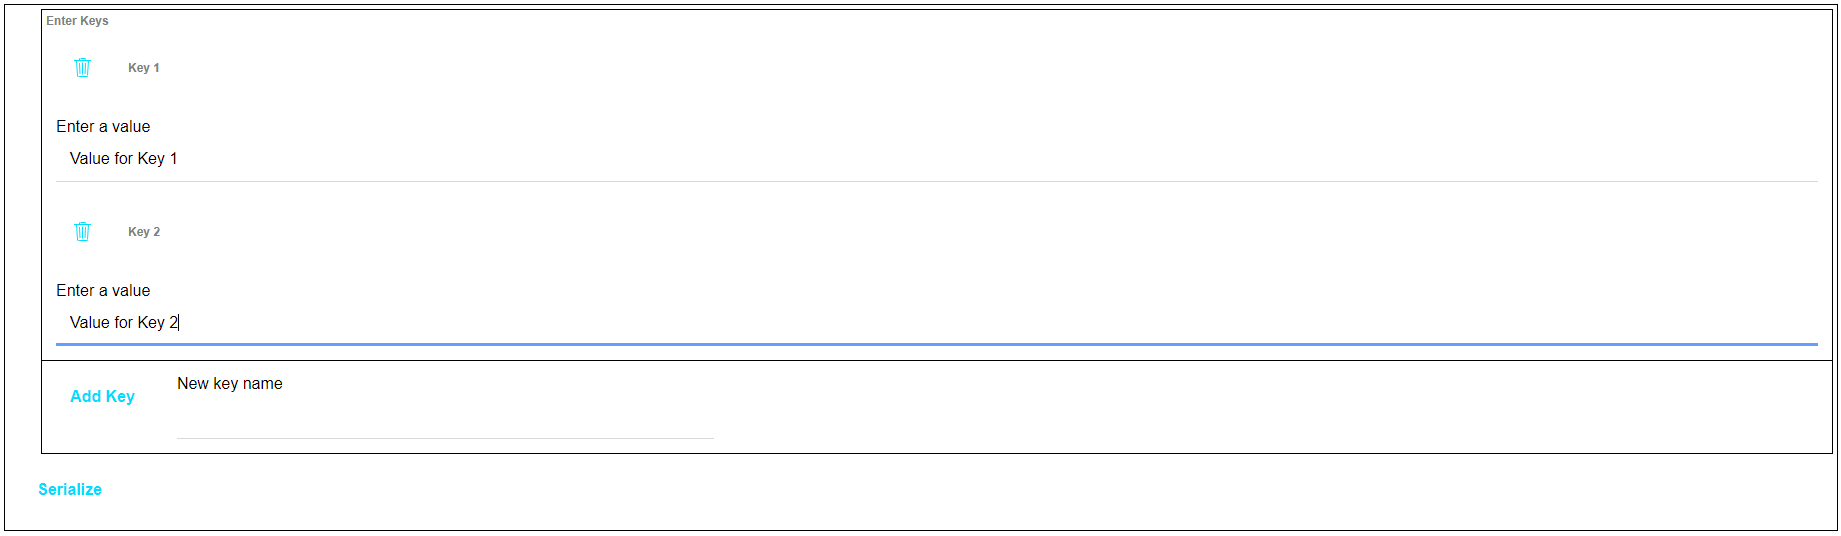 Enter Keys
Key 1
Enter a value
Value for Key 1
Key 2
Enter a value
Value for Key 2
New key name
Add Key
Serialize